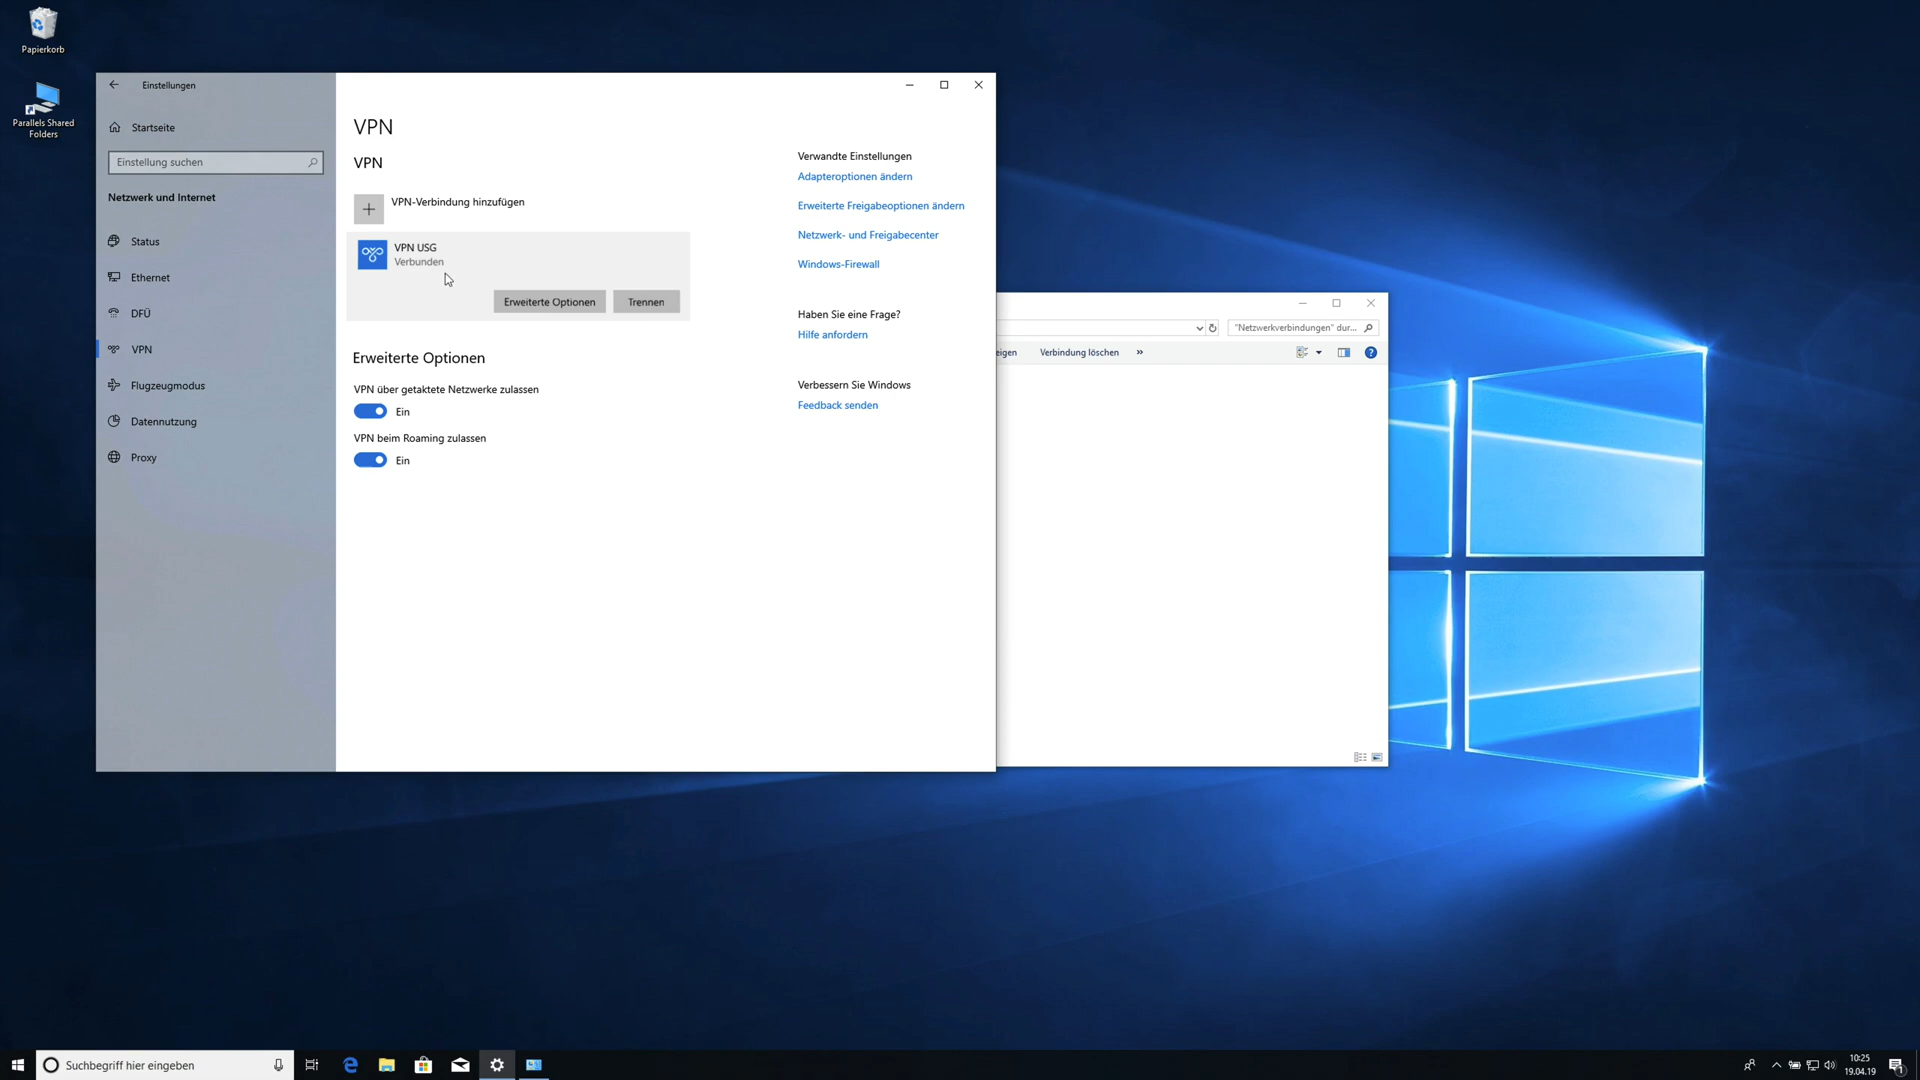 Papierkorb
Parallels Shared
Folders
Einstellungen
Startseite
Einstellung suchen
Netzwerk und Internet
Status
Ethernet
DFÜ
VPN
Flugzeugmodus
Datennutzung
Proxy
VPN
VPN
VPN-Verbindung hinzufügen
VPN USG
Verbunden
Erweiterte Optionen
Trennen
Erweiterte Optionen
VPN über getaktete Netzwerke zulassen
Ein
VPN beim Roaming zulassen
Ein
Verwandte Einstellungen
Adapteroptionen ändern
Erweiterte Freigabeoptionen ändern
Netzwerk- und Freigabecenter
Windows-Firewall
Haben Sie eine Frage?
Hilfe anfordern
Verbessern Sie Windows
Feedback senden
"Netzwerkverbindungen" dur...
eigen
Verbindung löschen
»
Suchbegriff hier eingeben
10:25
19.04.19
1